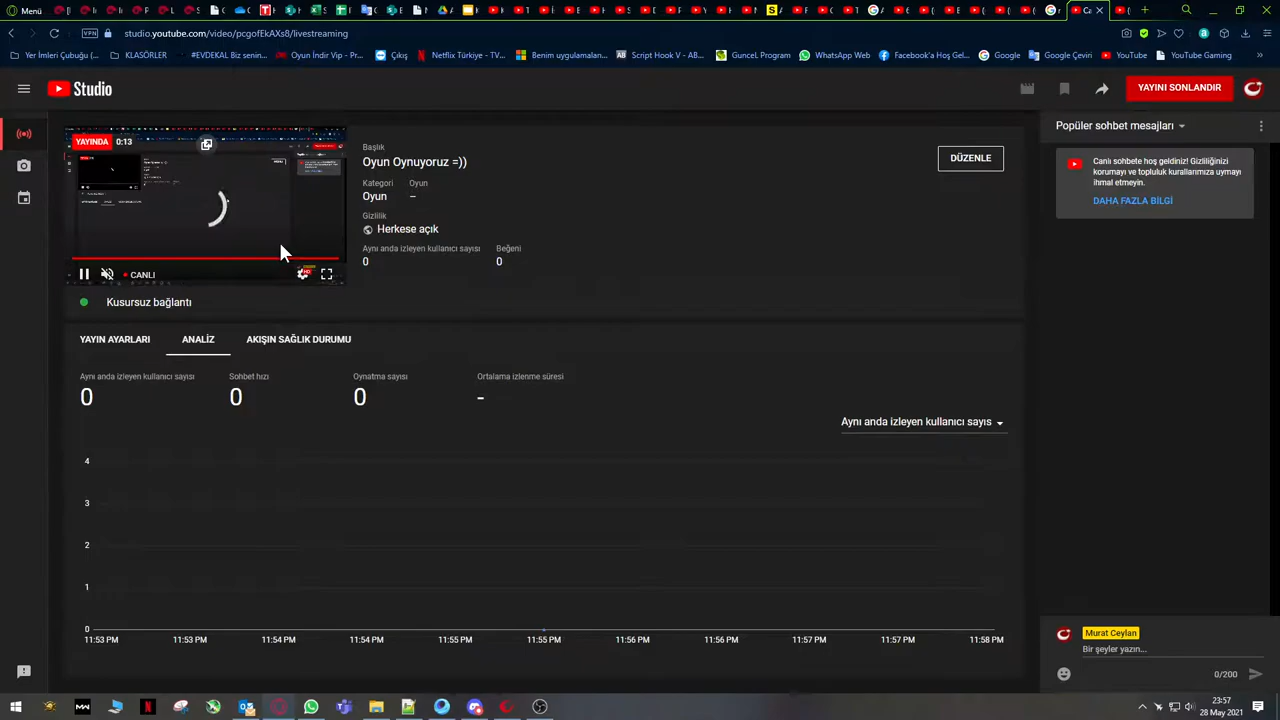 Menü
studio.youtube.com/video/pcgofEkAXs8/livestreaming
VPN
Yer İmleri Çubuğu (...
KLASÖRLER
#EVDEKAL Biz senin...
Oyun İndir Vip - Pro...
Çıkış
Netflix Türkiye - TV...
Benim uygulamaları...
Script Hook V - AB...
GunceL Program
WhatsApp Web
Facebook'a Hoş Gel...
Google
Google Çeviri
YouTube
YouTube Gaming
Studio
YAYINI SONLANDIR
YAYINDA 0:13
CANLI
HD
Kusursuz bağlantı
Başlık
Oyun Oynuyoruz =))
Kategori Oyun
Oyun –
Gizlilik
Herkese açık
Aynı anda izleyen kullanıcı sayısı Beğeni
0 0
DÜZENLE
Popüler sohbet mesajları
Canlı sohbete hoş geldiniz! Gizliliğinizi
korumayı ve topluluk kurallarımıza uymayı
ihmal etmeyin.
DAHA FAZLA BİLGİ
YAYIN AYARLARI ANALİZ AKIŞIN SAĞLIK DURUMU
Aynı anda izleyen kullanıcı sayısı Sohbet hızı Oynatma sayısı Ortalama izlenme süresi
0 0 0 -
Aynı anda izleyen kullanıcı sayıs
4
3
2
1
0
11:53 PM 11:53 PM 11:54 PM 11:54 PM 11:55 PM 11:55 PM 11:56 PM 11:56 PM 11:57 PM 11:57 PM 11:58 PM
Murat Ceylan
Bir şeyler yazın...
0/200
23:57
28 May 2021